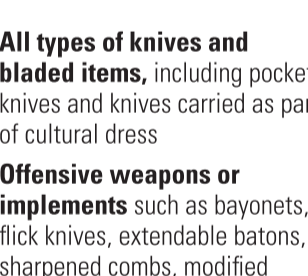 All types of knives and
bladed items, including pocket
knives and knives carried as
of cultural dress
Offensive weapons or
implements such as bayonets,
flick knives, extendable batons,
sharpened combs, modified